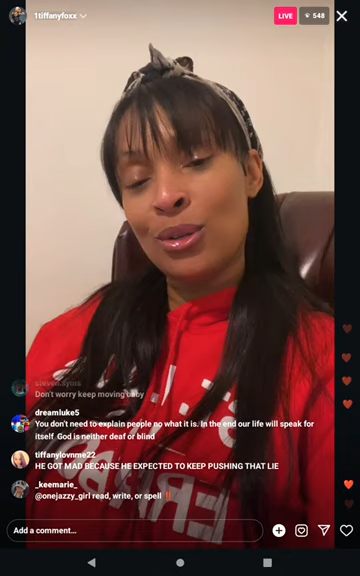 1tiffanyfoxx
LIVE
548
steven.syms
Don't worry keep moving baby
dreamluke5
You don't need to explain people no what it is. In the end our life will speak for
itself God is neither deaf or blind
tiffanylovnme22
HE GOT MAD BECAUSE HE EXPECTED TO KEEP PUSHING THAT LIE
_keemarie_
@onejazzy_girl read, write, or spell ‼️
Add a comment...